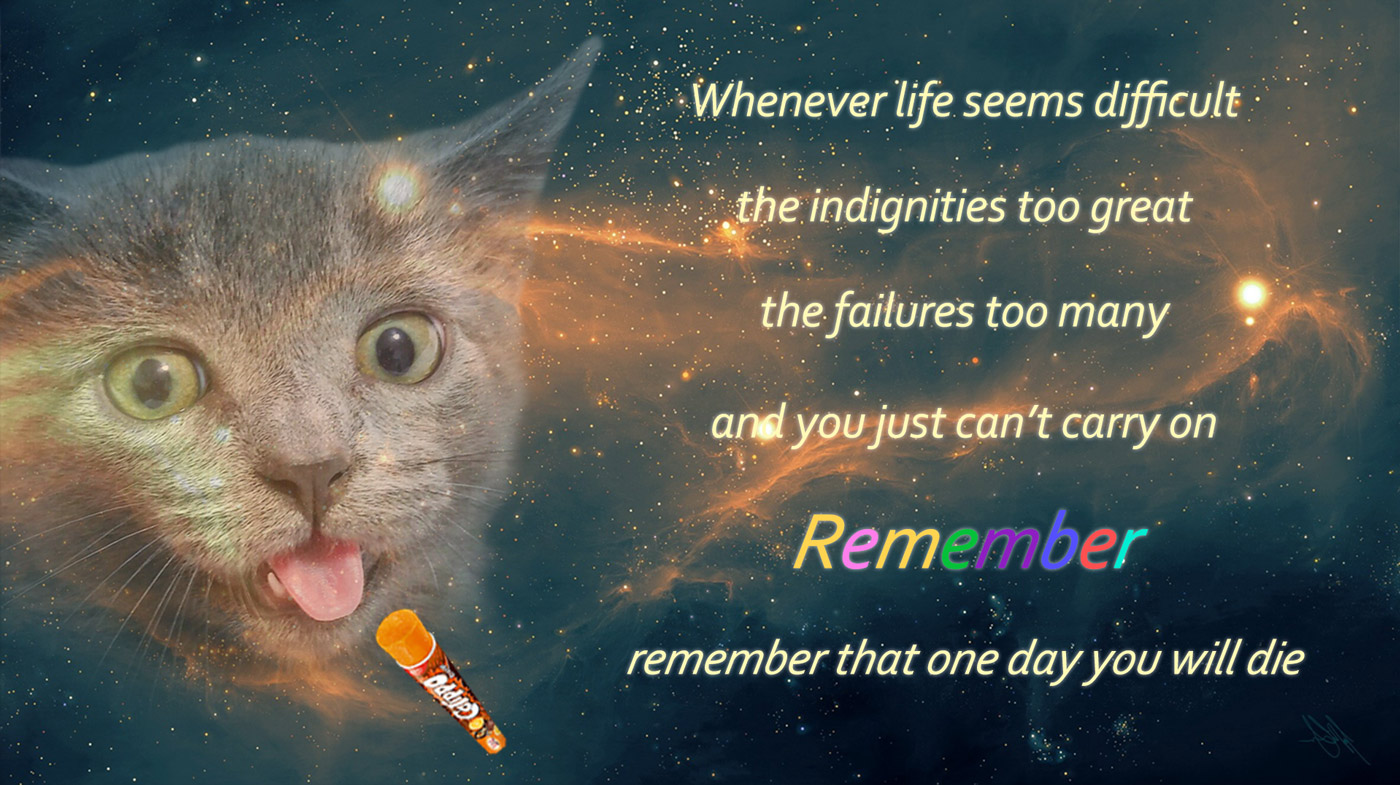 Whenever life seems difficult
the indignities too great
the failures too many
and you just can’t carry on
Remember
remember that one day you will die
Calippo